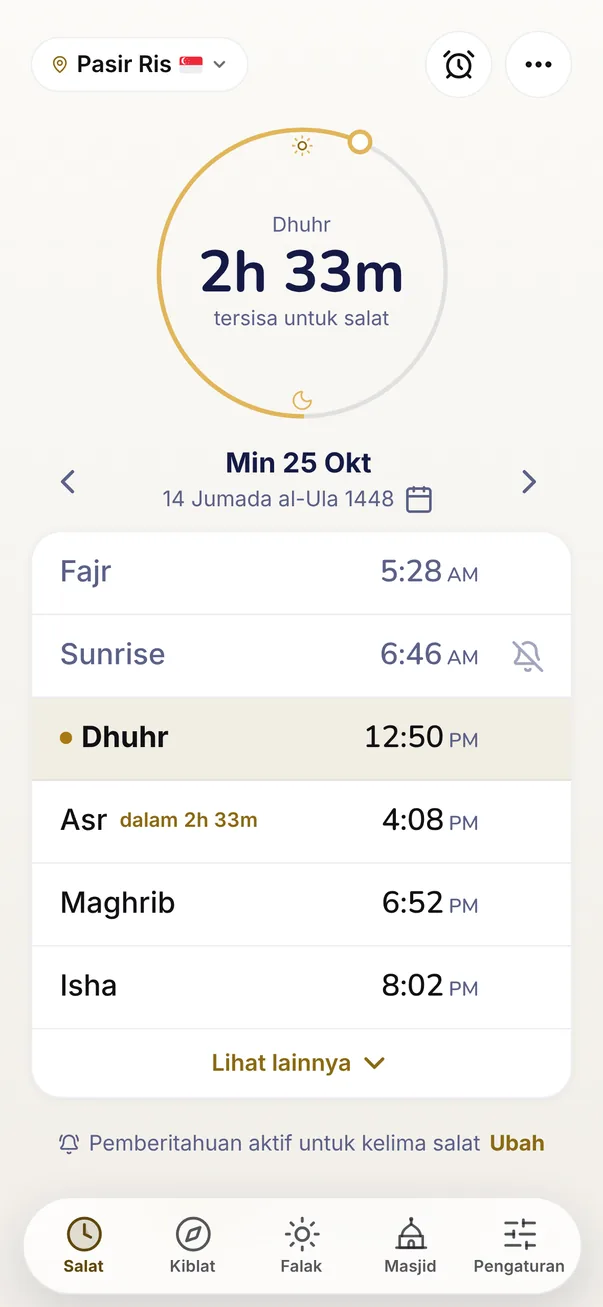 Pasir Ris
Dhuhr
2h 33m
tersisa untuk salat
Min 25 Okt
14 Jumada al-Ula 1448
Fajr 5:28 AM
Sunrise 6:46 AM
Dhuhr 12:50 PM
Asr dalam 2h 33m 4:08 PM
Maghrib 6:52 PM
Isha 8:02 PM
Lihat lainnya
Pemberitahuan aktif untuk kelima salat Ubah
Salat Kiblat Falak Masjid Pengaturan